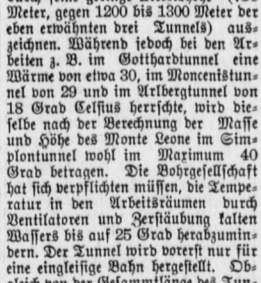 Meter, gegen 1200 bis 1300 Meter der
eben erwähnten drei Tunnels) aus-
zeichnen. Während jedoch bei den Ar-
beiten z. B. im Gotthardtunnel eine
Wärme von etwa 30, im Moncenistun-
nel von 29 und im Arlbergtunnel von
18 Grad Celsius herrschte, wird die-
selbe nach der Berechnung der Masse
und Höhe des Monte Leone im Sim-
plontunnel wohl im Maximum 40
Grad betragen. Die Bohrgesellschaft
hat sich verpflichten müssen, die Tempe-
ratur in den Arbeitsräumen durch
Ventilatoren und Zerstäubung kalten
Wassers bis auf 25 Grad herabzumin-
dern. Der Tunnel wird vorerst nur für
eine eingleisige Bahn hergestellt. Ob-